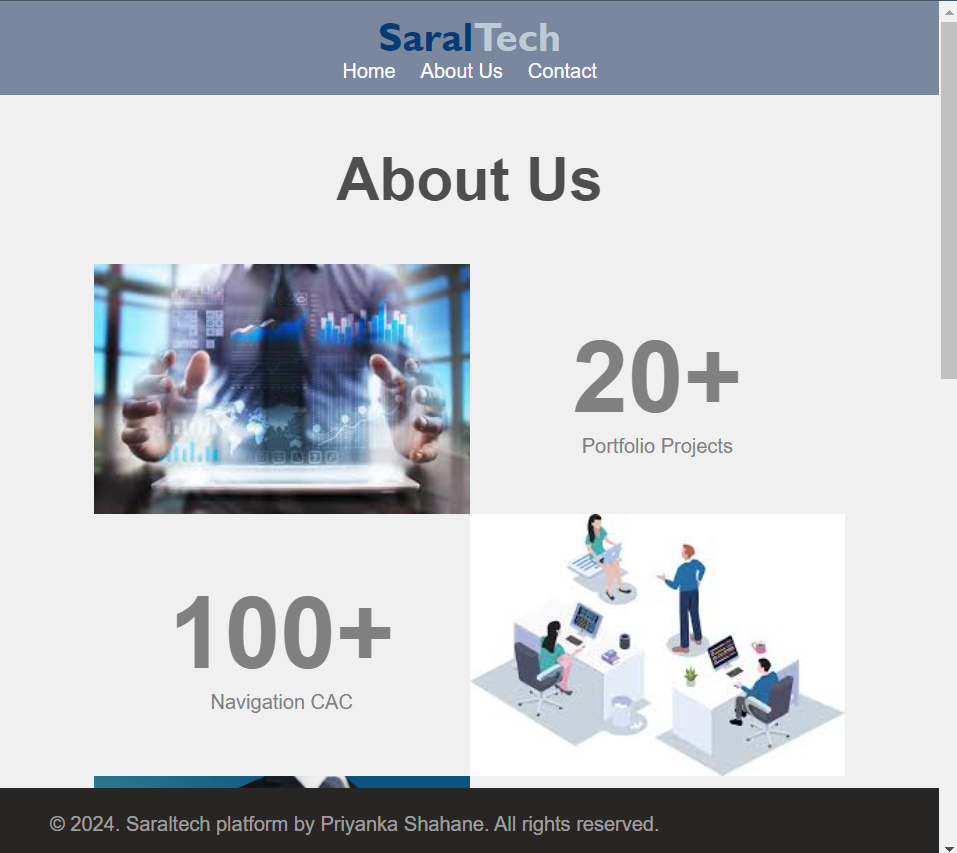 SaralTech
Home About Us Contact
About Us
20+
Portfolio Projects
100+
Navigation CAC
© 2024. Saraltech platform by Priyanka Shahane. All rights reserved.